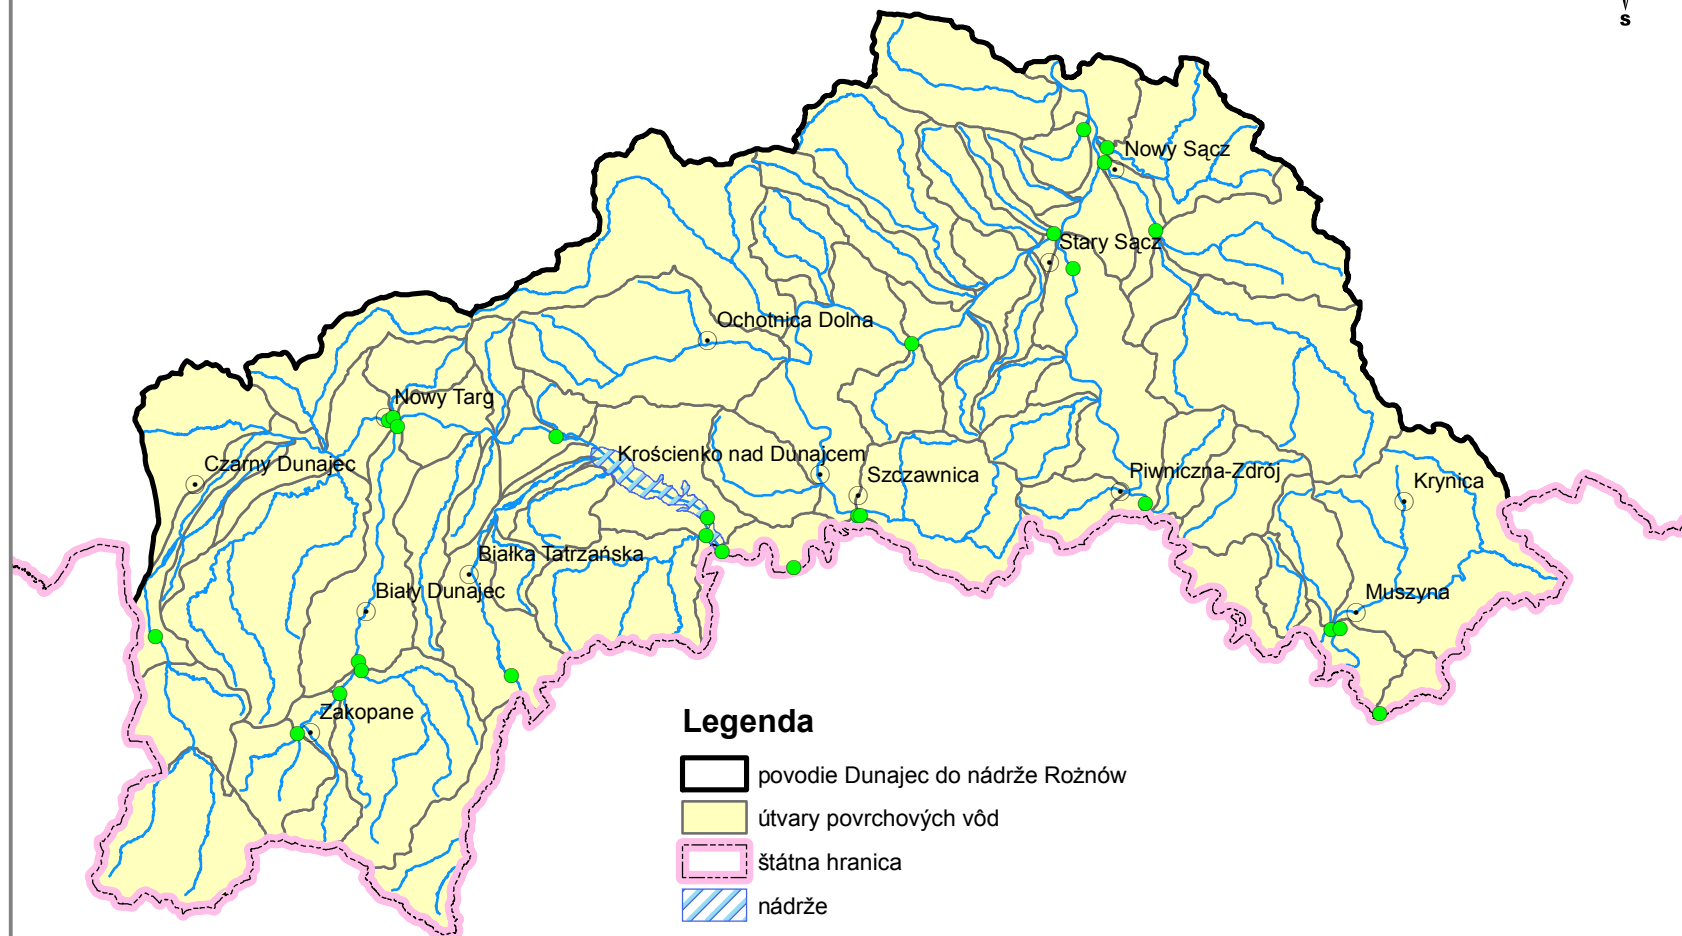 s
Nowy Sącz
Stary Sącz
Ochotnica Dolna
Nowy Targ
Krościenko nad Dunajcem
Czarny Dunajec
Szczawnica
Piwniczna-Zdrój
Krynica
Białka Tatrzańska
Biały Dunajec
Muszyna
Zakopane
Legenda
povodie Dunajec do nádrže Rożnów
útvary povrchových vôd
štátna hranica
nádrže